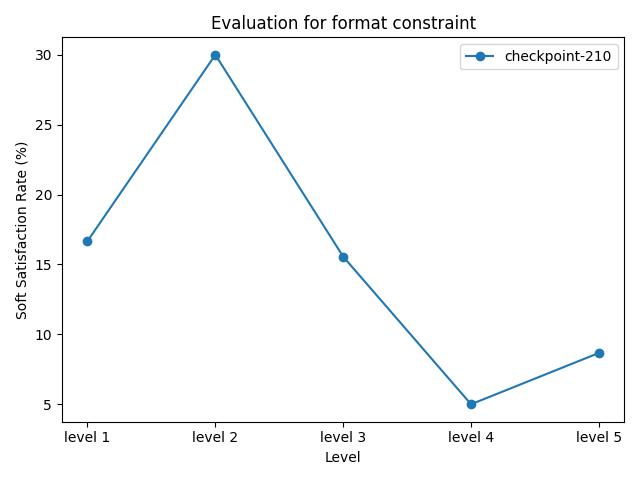 Evaluation for format constraint
checkpoint-210
Soft Satisfaction Rate (%)
30
25
20
15
10
5
level 1 level 2 level 3 level 4 level 5
Level